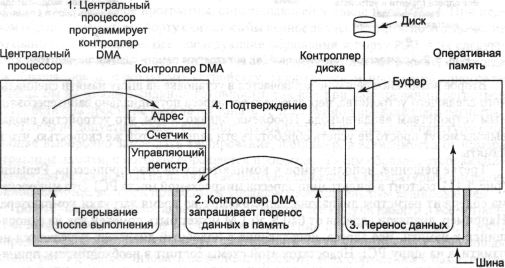 1. Центральный
процессор
программирует
контроллер
DMA
Диск
Центральный
процессор
Контроллер DMA
Контроллер
диска
Оперативная
память
Буфер
Адрес
Счетчик
Управляющий
регистр
4. Подтверждение
Прерывание
после выполнения
2. Контроллер DMA
запрашивает перенос
данных в память
3. Перенос данных
Шина